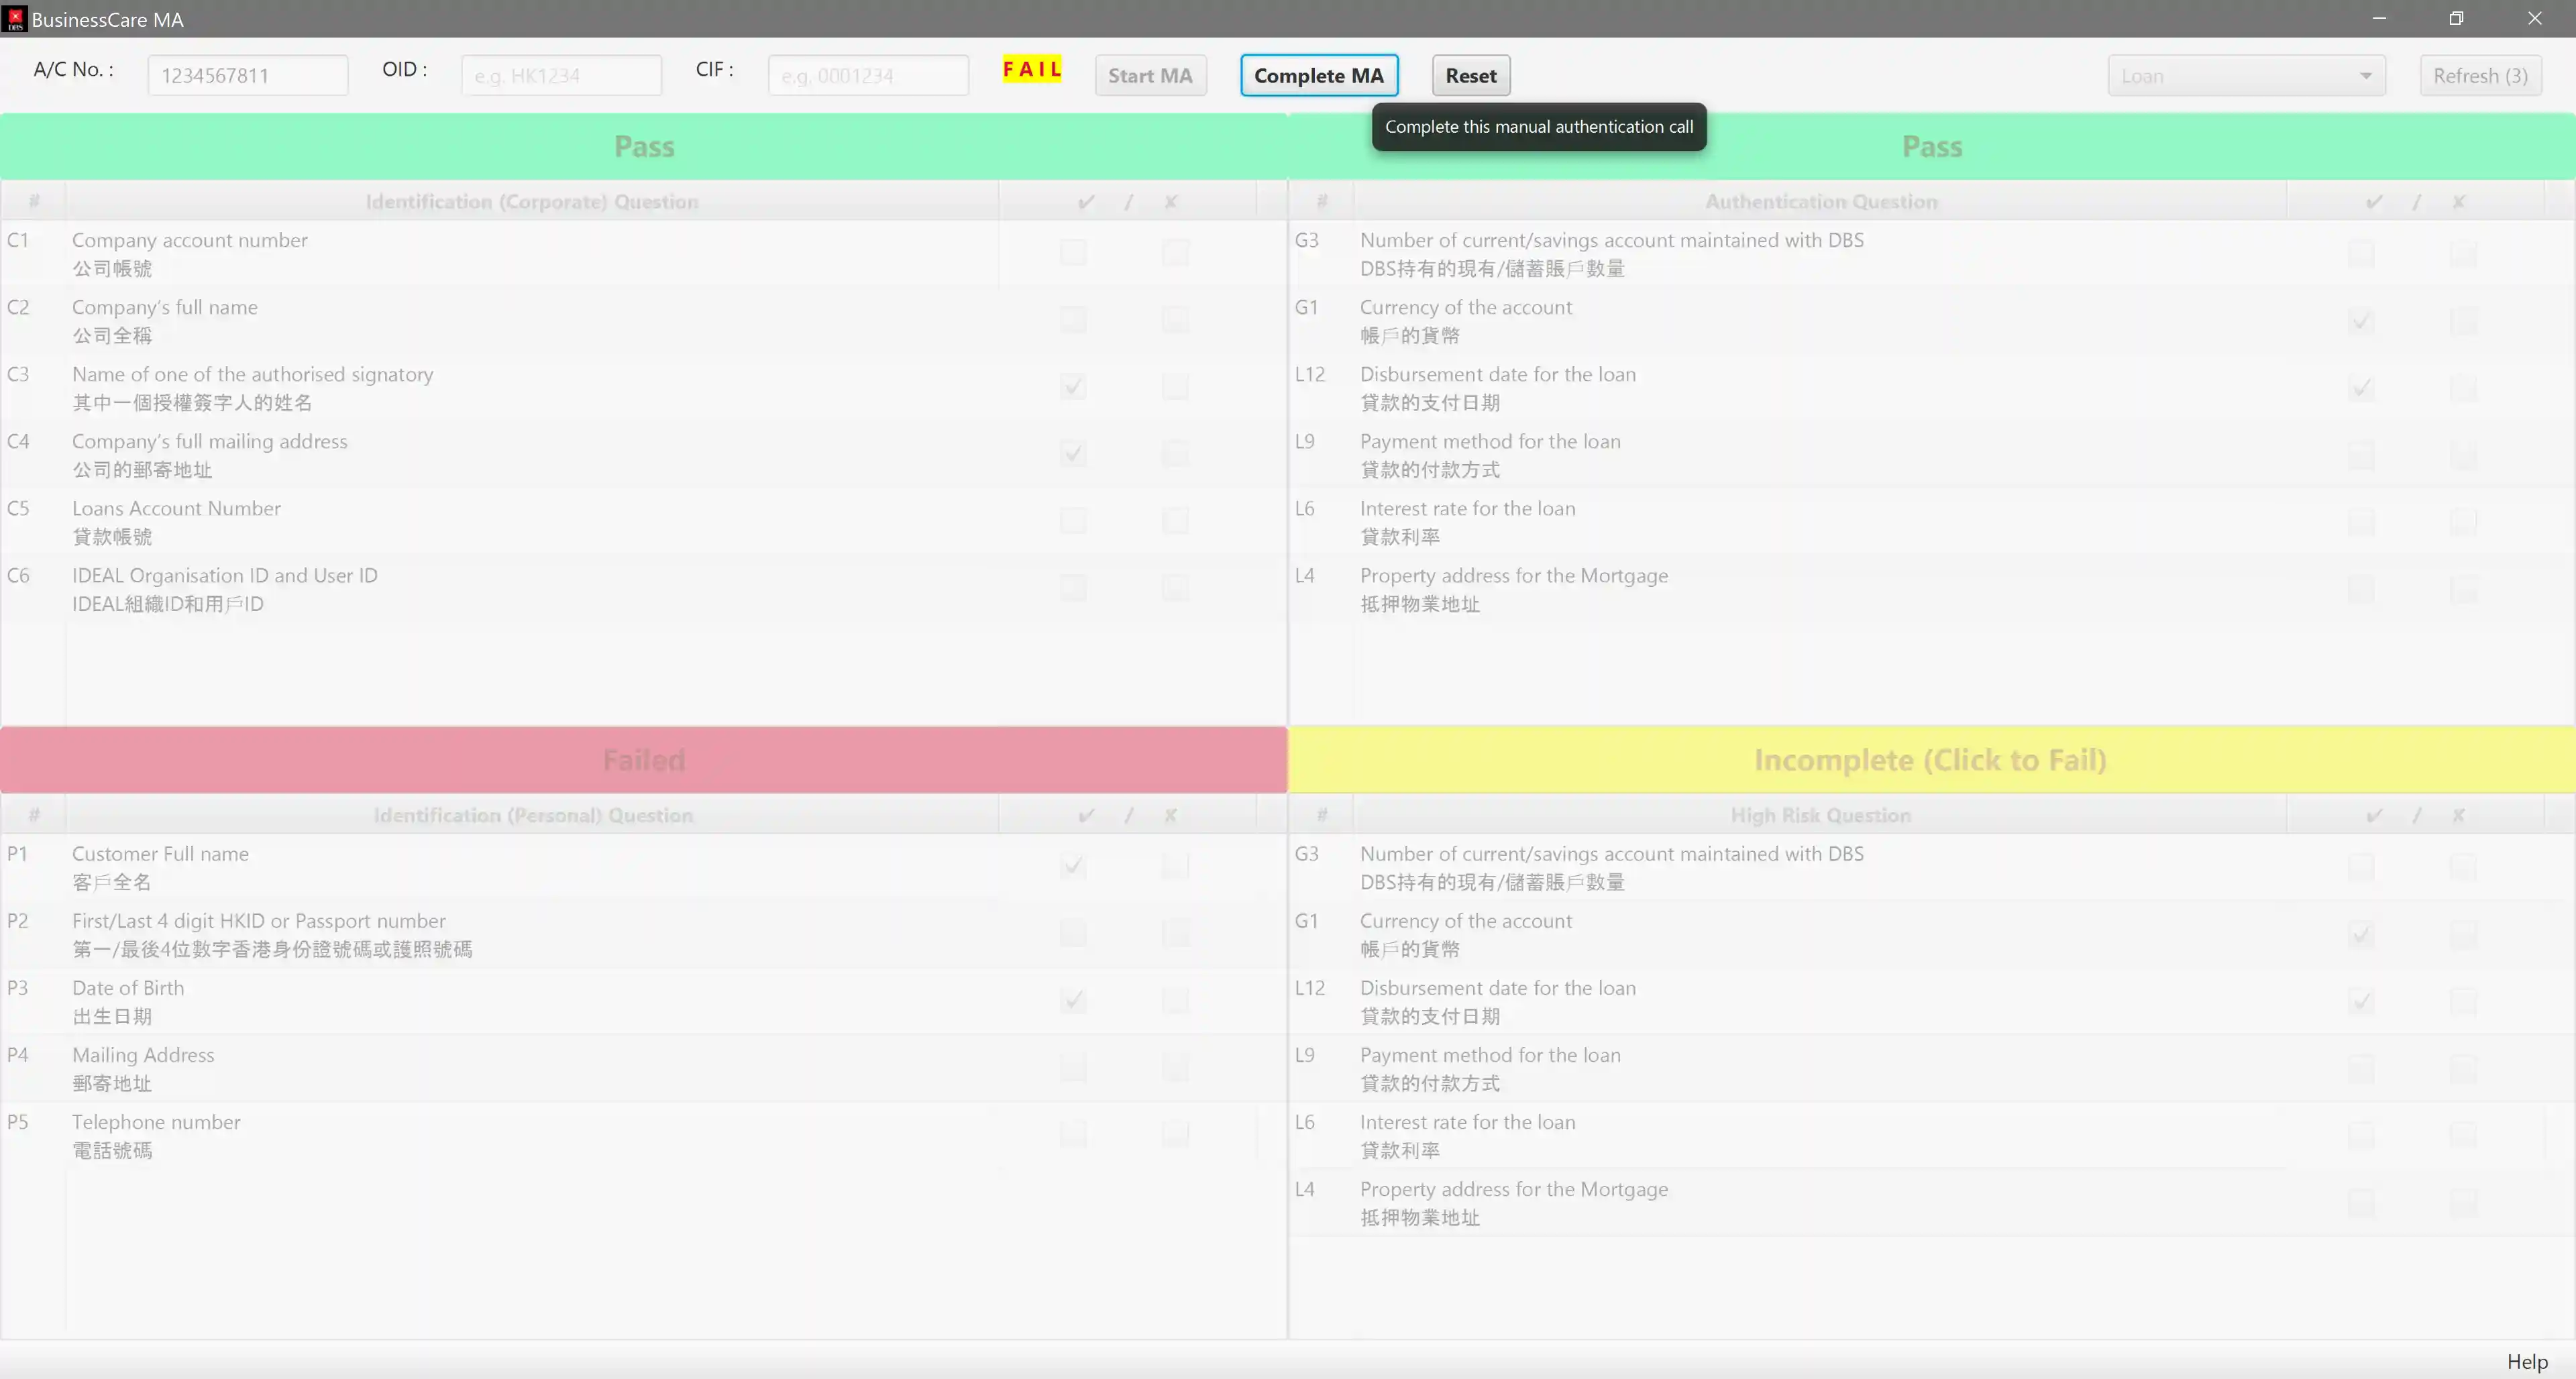 BusinessCare MA
A/C No. : 1234567811 OID : e.g. HK1234 CIF : e.g. 0001234 FAIL Start MA Complete MA Reset Loan Refresh (3)
Complete this manual authentication call
Pass
# Identification (Corporate) Question ✔ / ✘
C1 Company account number
公司帳號
C2 Company's full name
公司全稱
C3 Name of one of the authorised signatory
其中一個授權簽字人的姓名
C4 Company's full mailing address
公司的郵寄地址
C5 Loans Account Number
貸款帳號
C6 IDEAL Organisation ID and User ID
IDEAL組織ID和用戶ID
Pass
# Authentication Question ✔ / ✘
G3 Number of current/savings account maintained with DBS
DBS持有的現有/儲蓄賬戶數量
G1 Currency of the account
帳戶的貨幣
L12 Disbursement date for the loan
貸款的支付日期
L9 Payment method for the loan
貸款的付款方式
L6 Interest rate for the loan
貸款利率
L4 Property address for the Mortgage
抵押物業地址
Failed
# Identification (Personal) Question ✔ / ✘
P1 Customer Full name
客戶全名
P2 First/Last 4 digit HKID or Passport number
第一/最後4位數字香港身份證號碼或護照號碼
P3 Date of Birth
出生日期
P4 Mailing Address
郵寄地址
P5 Telephone number
電話號碼
Incomplete (Click to Fail)
# High Risk Question ✔ / ✘
G3 Number of current/savings account maintained with DBS
DBS持有的現有/儲蓄賬戶數量
G1 Currency of the account
帳戶的貨幣
L12 Disbursement date for the loan
貸款的支付日期
L9 Payment method for the loan
貸款的付款方式
L6 Interest rate for the loan
貸款利率
L4 Property address for the Mortgage
抵押物業地址
Help